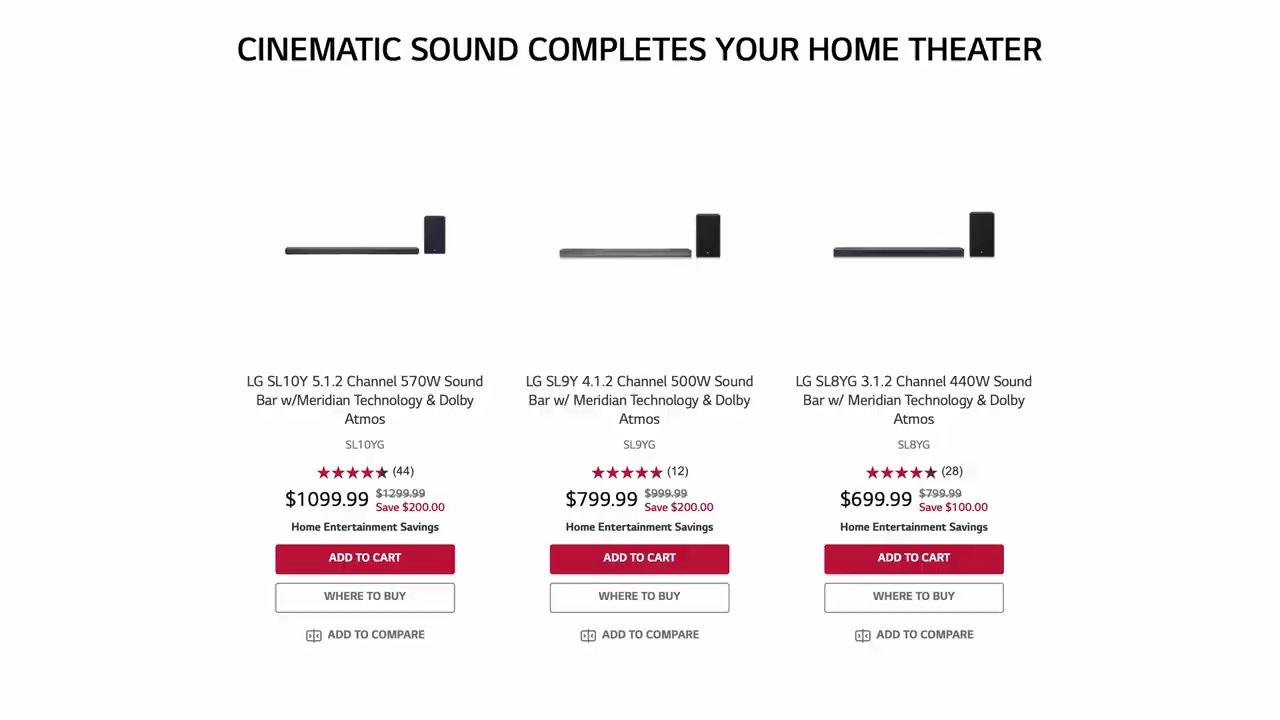 CINEMATIC SOUND COMPLETES YOUR HOME THEATER
LG SL10Y 5.1.2 Channel 570W Sound
Bar w/Meridian Technology & Dolby
Atmos
SL10YG
(44)
$1099.99 $1299.99
Save $200.00
Home Entertainment Savings
ADD TO CART
WHERE TO BUY
ADD TO COMPARE
LG SL9Y 4.1.2 Channel 500W Sound
Bar w/ Meridian Technology & Dolby
Atmos
SL9YG
(12)
$799.99 $999.99
Save $200.00
Home Entertainment Savings
ADD TO CART
WHERE TO BUY
ADD TO COMPARE
LG SL8YG 3.1.2 Channel 440W Sound
Bar w/ Meridian Technology & Dolby
Atmos
SL8YG
(28)
$699.99 $799.99
Save $100.00
Home Entertainment Savings
ADD TO CART
WHERE TO BUY
ADD TO COMPARE